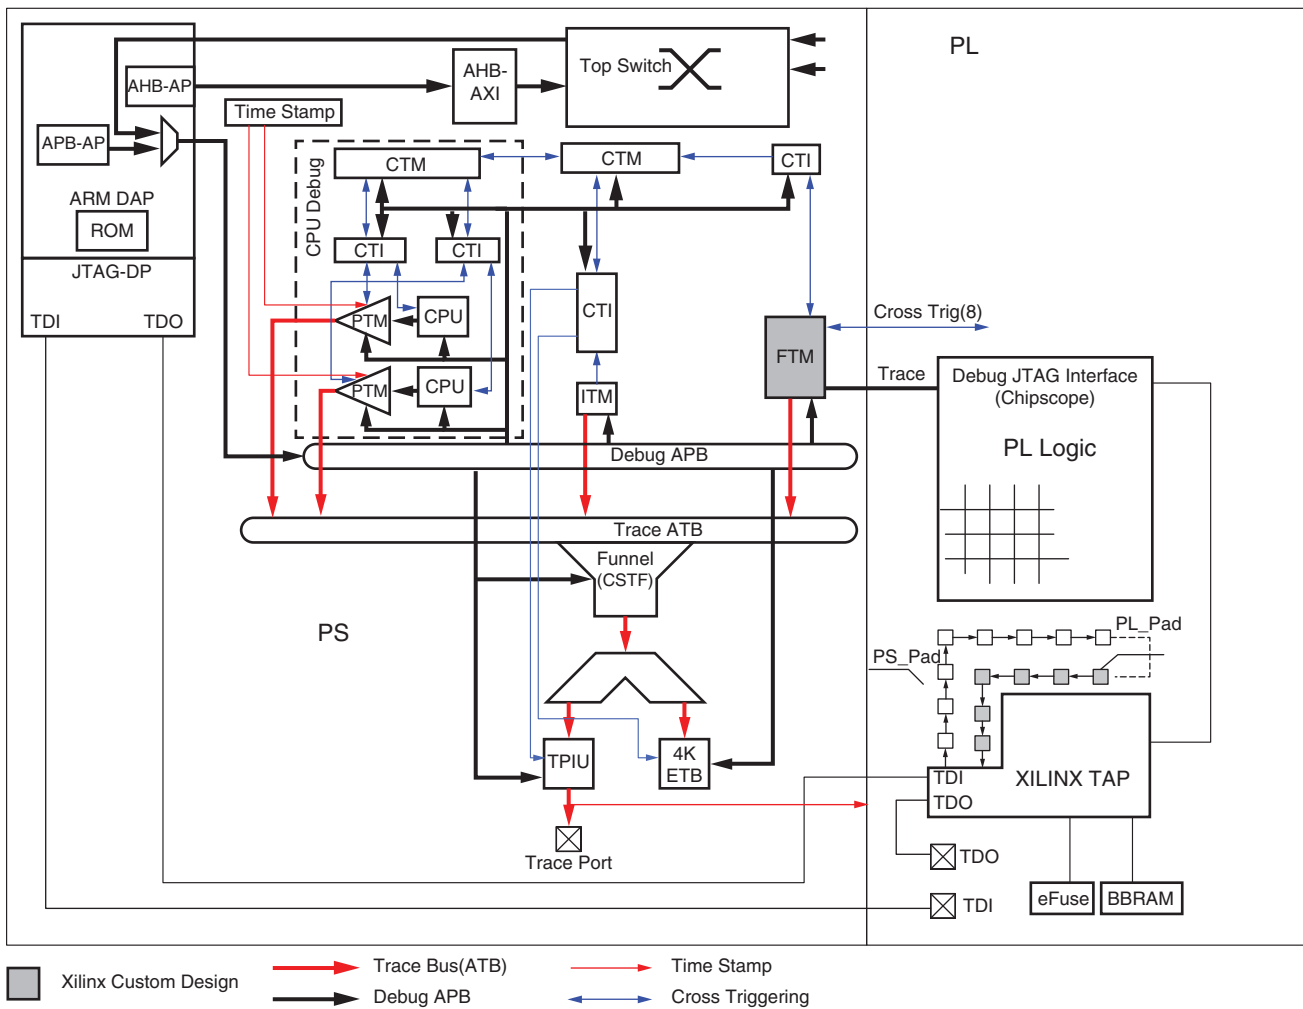 PL
Top Switch
AHB-
AXI
AHB-AP
Time Stamp
APB-AP
ARM DAP
ROM
JTAG-DP
TDI
TDO
CPU Debug
CTM
CTM
CTI
CTI
CTI
CTI
PTM
CPU
PTM
CPU
ITM
FTM
Cross Trig(8)
Trace
Debug JTAG Interface
(Chipscope)
PL Logic
Debug APB
Trace ATB
Funnel
(CSTF)
PS
PL_Pad
PS_Pad
TPIU
4K
ETB
TDI
TDO
XILINX TAP
Trace Port
TDO
TDI
eFuse
BBRAM
Xilinx Custom Design
Trace Bus(ATB)
Debug APB
Time Stamp
Cross Triggering